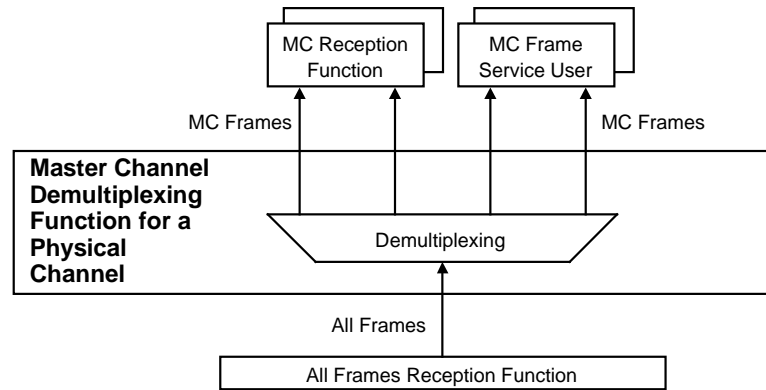 MC Reception
Function
MC Frame
Service User
MC Frames
MC Frames
Master Channel
Demultiplexing
Function for a
Physical
Channel
Demultiplexing
All Frames
All Frames Reception Function